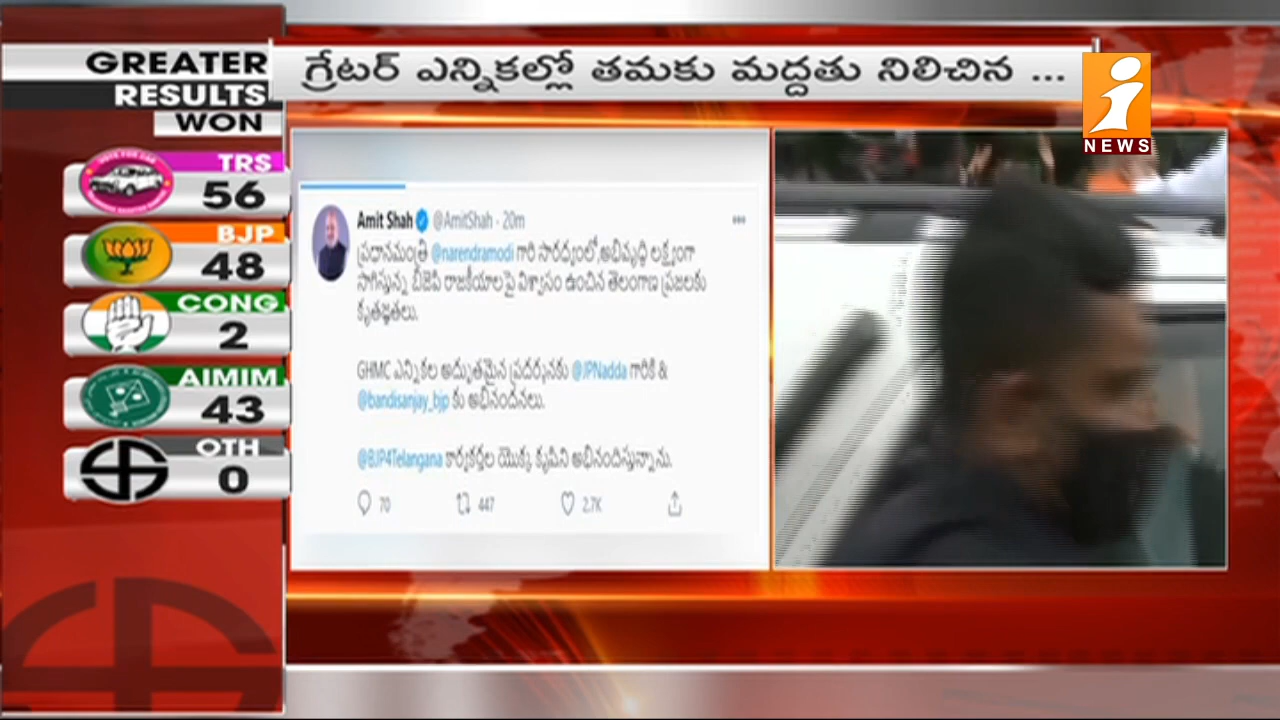 GREATER
RESULTS
WON
TRS
56
BJP
48
CONG
2
AIMIM
43
OTH
0
గ్రేటర్ ఎన్నికల్లో తమకు మద్దతు నిలిచిన ...
i
NEWS
Amit Shah @AmitShah · 20m
ప్రధానమంత్రి @narendramodi గారి సారథ్యంలో,అభివృద్ధి లక్ష్యంగా
సాగిస్తున్న బీజెపి రాజకీయాలపై విశ్వాసం ఉంచిన తెలంగాణ ప్రజలకు
కృతఙ్ఞతలు.
GHMC ఎన్నికల అద్భుతమైన ప్రదర్శనకు @JPNadda గారికి &
@bandisanjay_bjp కు అభినందనలు.
@BJP4Telangana కార్యకర్తల యొక్క కృషిని అభినందిస్తున్నాను.
70 447 2.7K